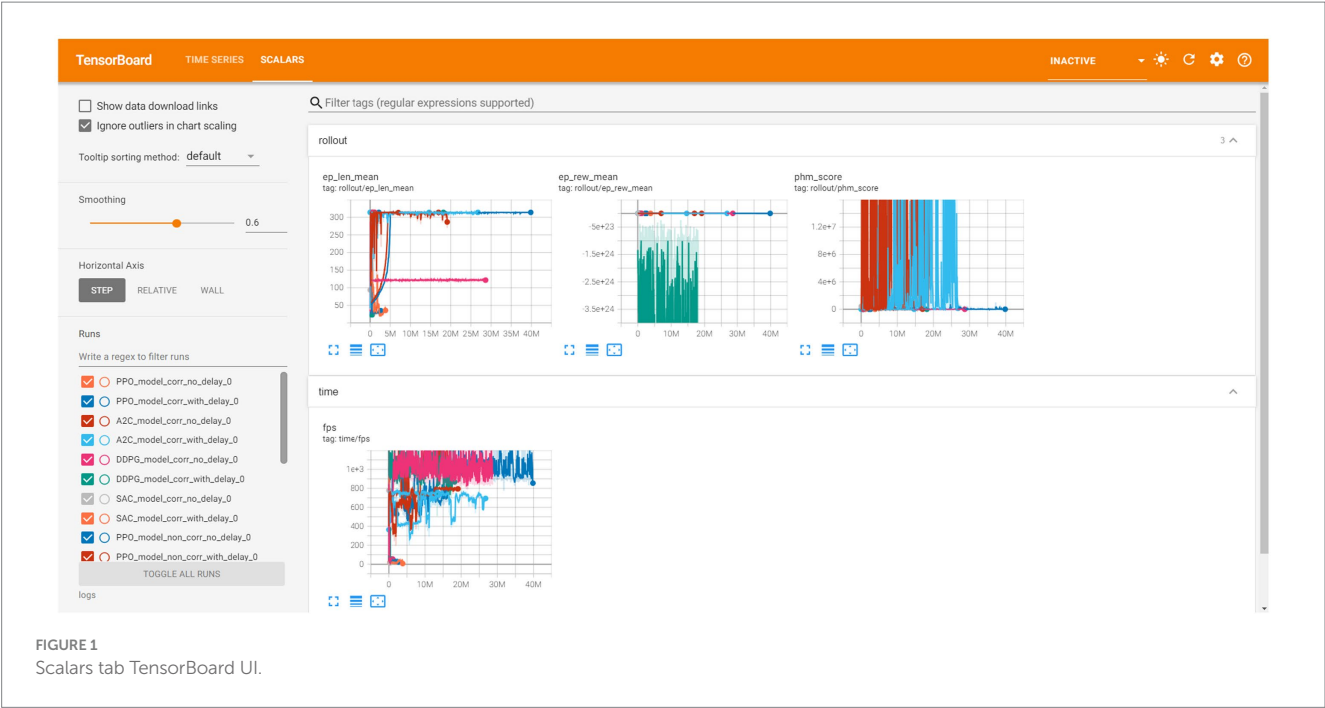 TensorBoard TIME SERIES SCALARS INACTIVE
Show data download links
Ignore outliers in chart scaling
Tooltip sorting method: default
Smoothing
0.6
Horizontal Axis
STEP RELATIVE WALL
Runs
Write a regex to filter runs
PPO_model_corr_no_delay_0
PPO_model_corr_with_delay_0
A2C_model_corr_no_delay_0
A2C_model_corr_with_delay_0
DDPG_model_corr_no_delay_0
DDPG_model_corr_with_delay_0
SAC_model_corr_no_delay_0
SAC_model_corr_with_delay_0
PPO_model_non_corr_no_delay_0
PPO_model_non_corr_with_delay_0
TOGGLE ALL RUNS
logs
Filter tags (regular expressions supported)
rollout 3
ep_len_mean
tag: rollout/ep_len_mean
300
250
200
150
100
50
0 5M 10M 15M 20M 25M 30M 35M 40M
ep_rew_mean
tag: rollout/ep_rew_mean
-5e+23
-1.5e+24
-2.5e+24
-3.5e+24
0 10M 20M 30M 40M
phm_score
tag: rollout/phm_score
1.2e+7
8e+6
4e+6
0
0 10M 20M 30M 40M
time
fps
tag: time/fps
1e+3
800
600
400
200
0
0 10M 20M 30M 40M
FIGURE 1
Scalars tab TensorBoard UI.